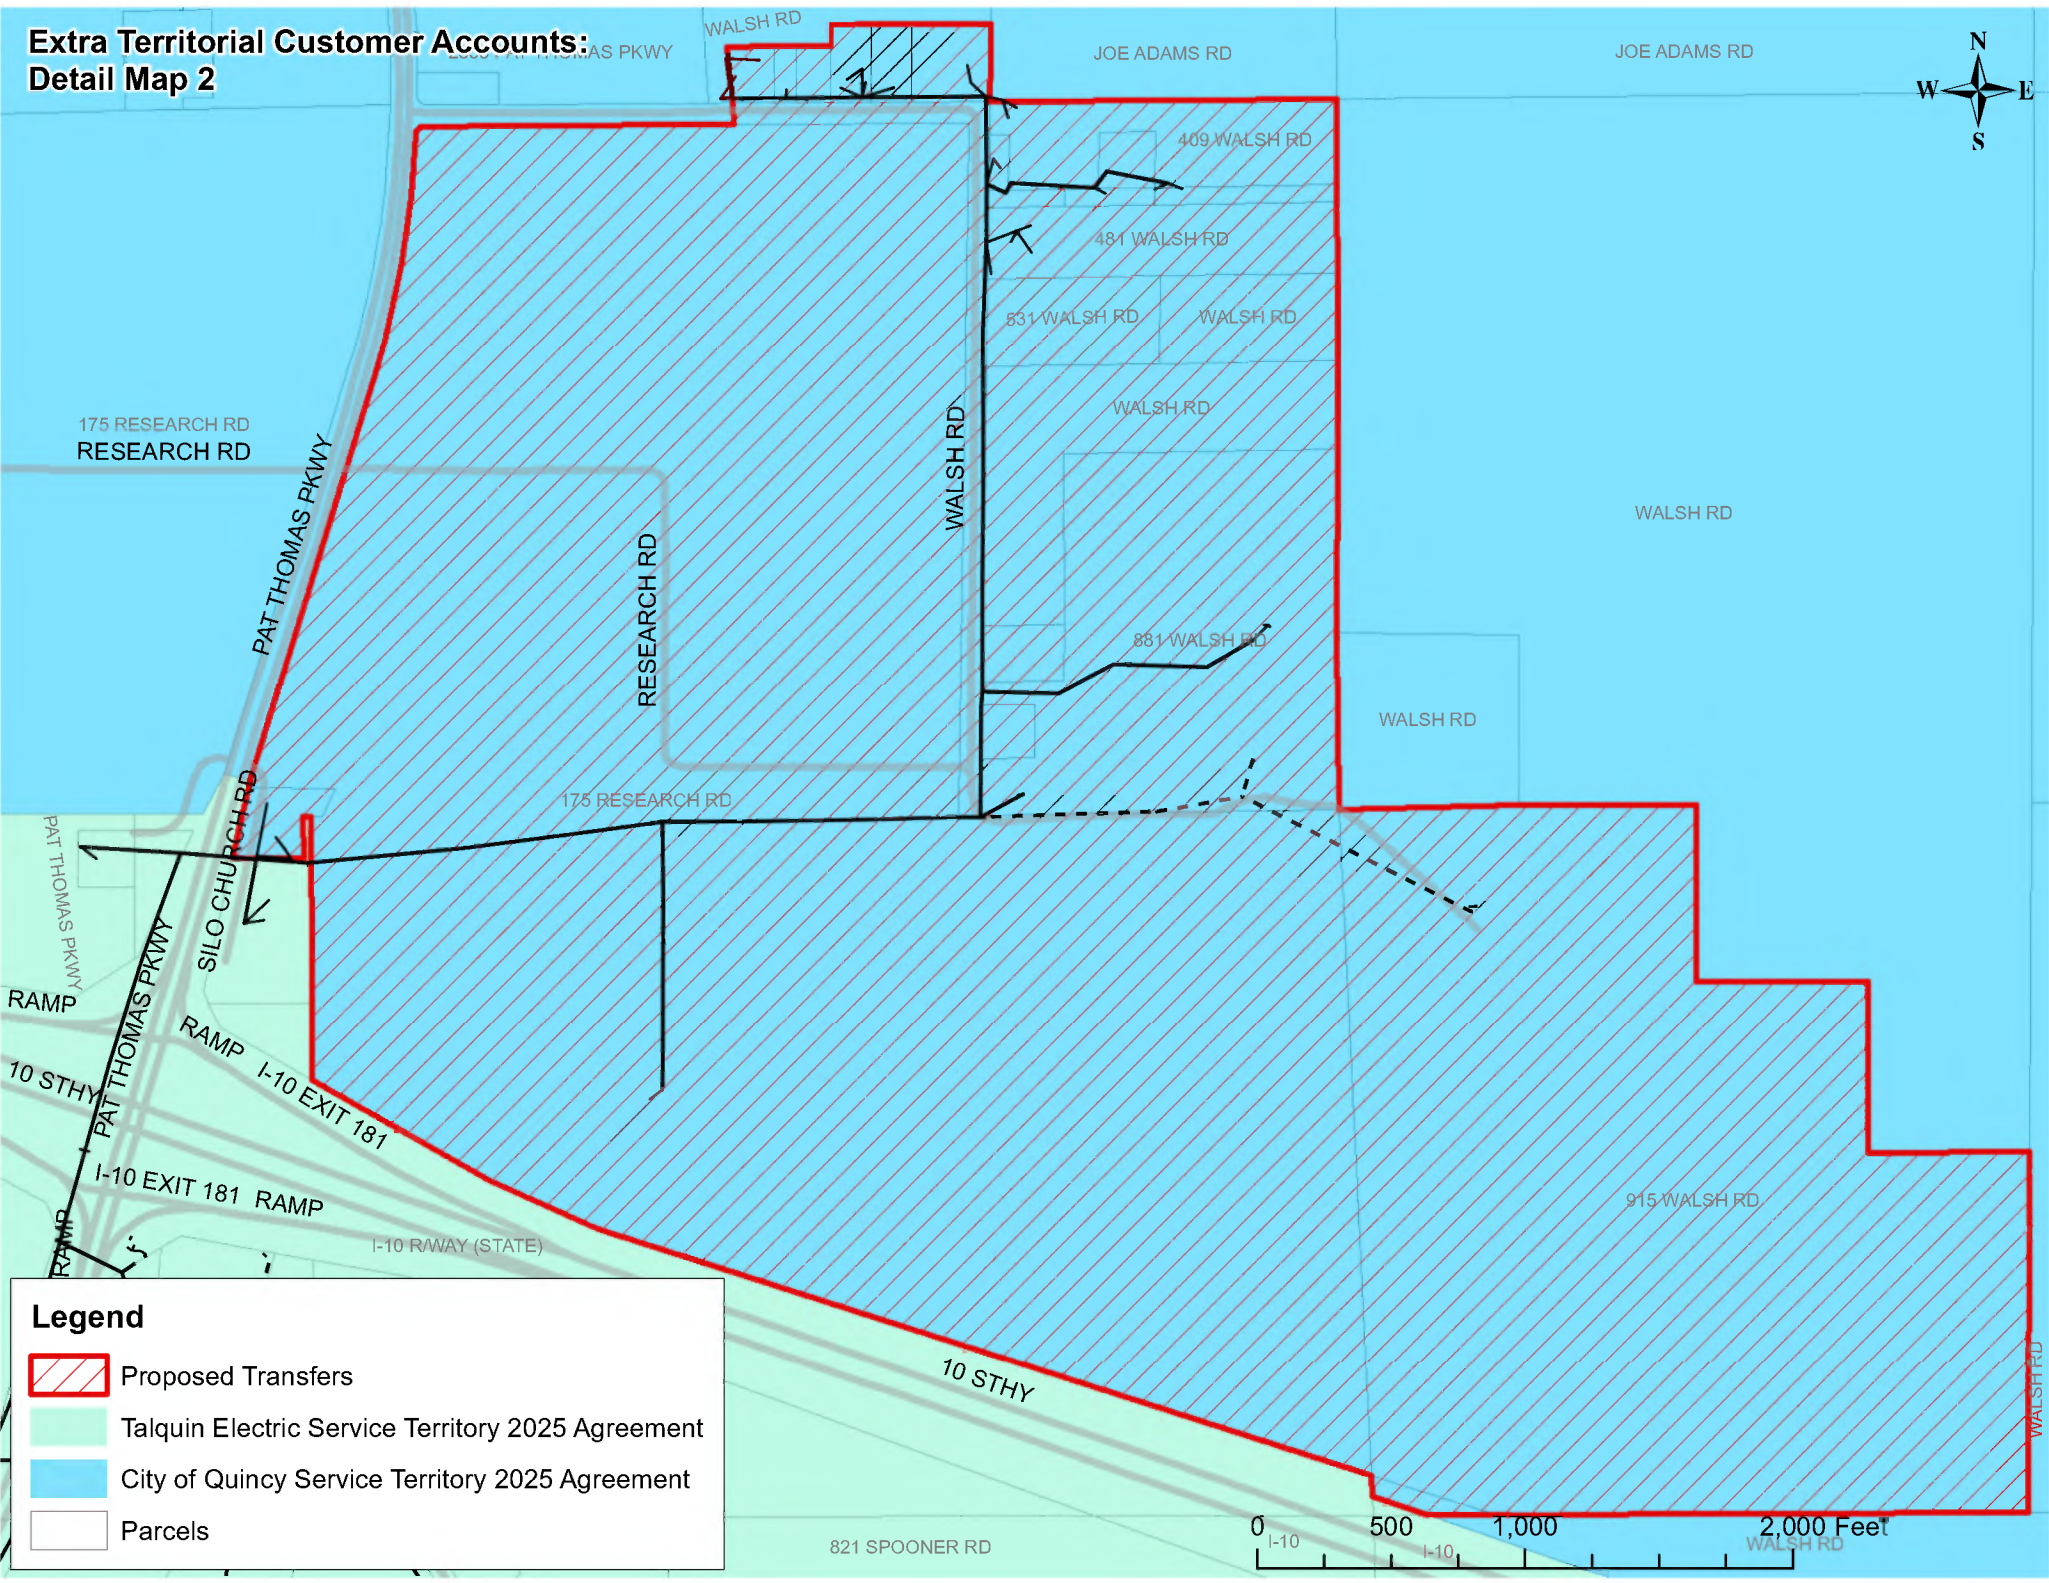 Extra Territorial Customer Accounts:
Detail Map 2
THOMAS PKWY
WALSH RD
JOE ADAMS RD
JOE ADAMS RD
N
W E
S
409 WALSH RD
481 WALSH RD
531 WALSH RD
WALSH RD
WALSH RD
175 RESEARCH RD
RESEARCH RD
PAT THOMAS PKWY
RESEARCH RD
WALSH RD
WALSH RD
881 WALSH RD
WALSH RD
175 RESEARCH RD
PAT THOMAS PKWY
SILO CHURCH RD
PAT THOMAS PKWY
RAMP
RAMP
I-10 EXIT 181
10 STHY
I-10 EXIT 181 RAMP
RAMP
I-10 R/WAY (STATE)
915 WALSH RD
WALSH RD
10 STHY
Legend
Proposed Transfers
Talquin Electric Service Territory 2025 Agreement
City of Quincy Service Territory 2025 Agreement
Parcels
821 SPOONER RD
0 500 1,000 2,000 Feet
I-10
I-10
WALSH RD